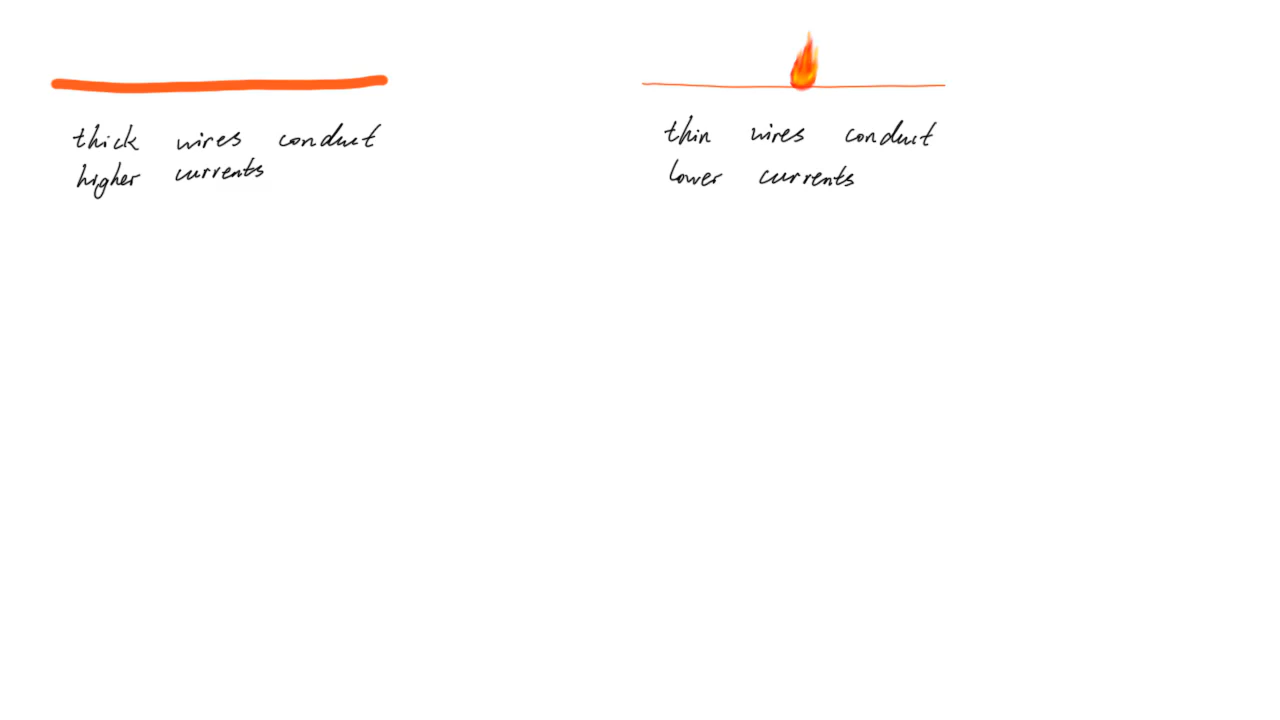 thick wires conduct
higher currents
thin wires conduct
lower currents